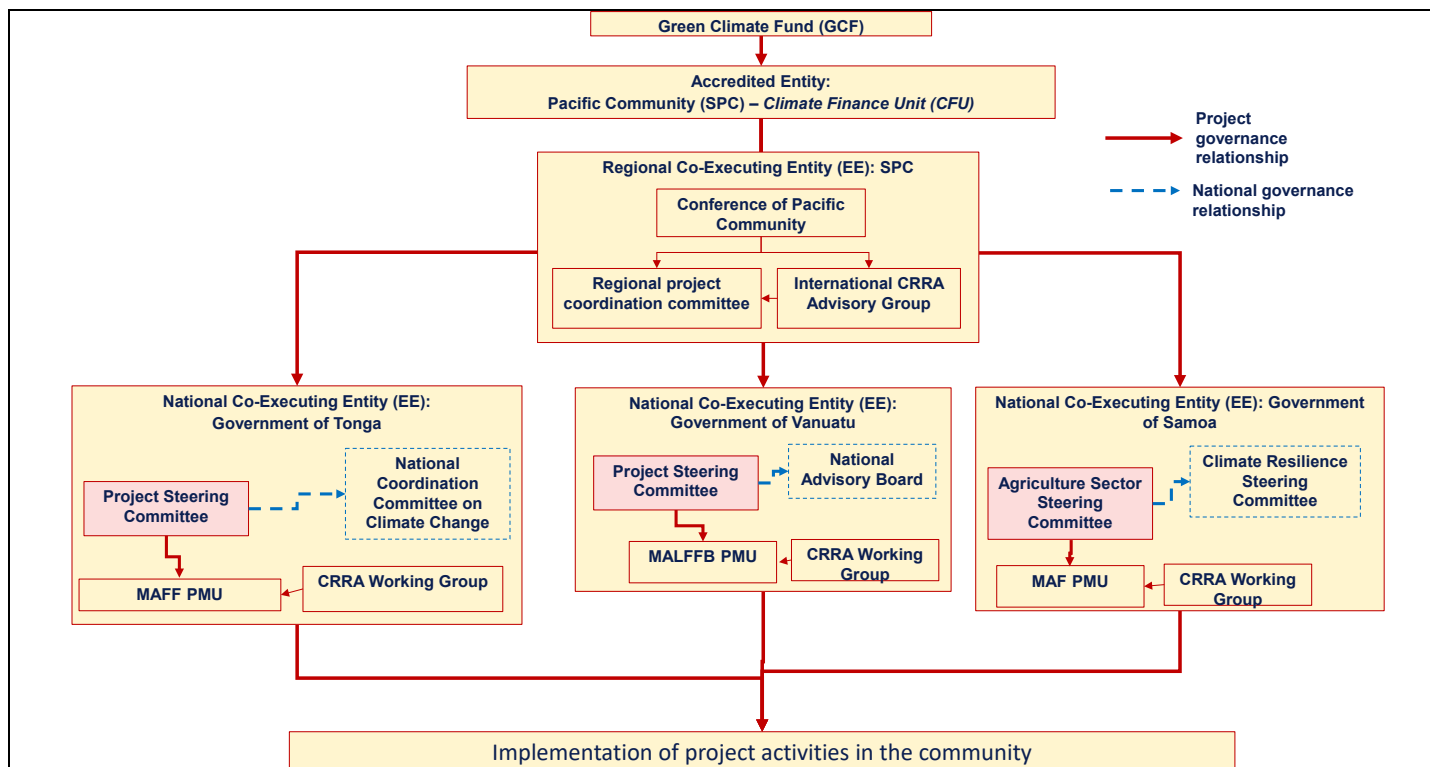 Green Climate Fund (GCF)
Accredited Entity:
Pacific Community (SPC) – Climate Finance Unit (CFU)
Project
governance
relationship
National governance
relationship
Regional Co-Executing Entity (EE): SPC
Conference of Pacific
Community
Regional project
coordination committee
International CRRA
Advisory Group
National Co-Executing Entity (EE):
Government of Tonga
Project Steering
Committee
National
Coordination
Committee on
Climate Change
MAFF PMU
CRRA Working Group
National Co-Executing Entity (EE):
Government of Vanuatu
Project Steering
Committee
National
Advisory Board
MALFFB PMU
CRRA Working
Group
National Co-Executing Entity (EE): Government
of Samoa
Agriculture Sector
Steering
Committee
Climate Resilience
Steering
Committee
MAF PMU
CRRA Working
Group
Implementation of project activities in the community